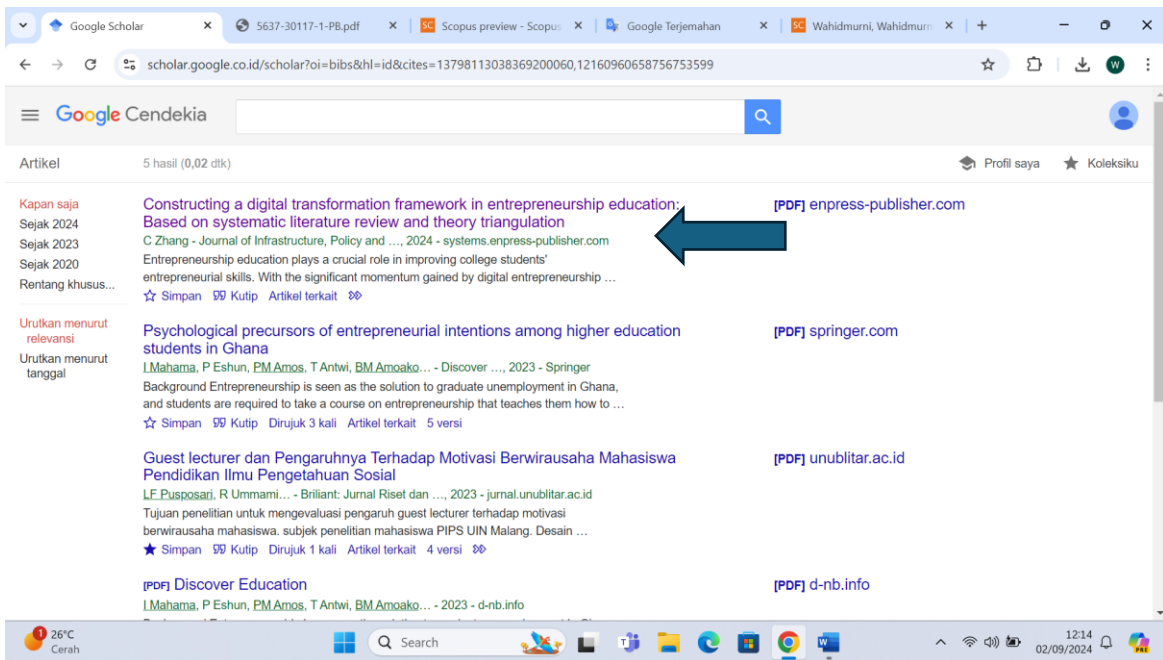 Google Scholar
5637-30117-1-PB.pdf
Scopus preview - Scopus
Google Terjemahan
Wahidmurni, Wahidmurn
scholar.google.co.id/scholar?oi=bibs&hl=id&cites=13798113038369200060,12160960658756753599
W
Google Cendekia
Artikel
5 hasil (0,02 dtk)
Profil saya
Koleksiku
Kapan saja
Sejak 2024
Sejak 2023
Sejak 2020
Rentang khusus...
Urutkan menurut
relevansi
Urutkan menurut
tanggal
Constructing a digital transformation framework in entrepreneurship education:
Based on systematic literature review and theory triangulation
C Zhang - Journal of Infrastructure, Policy and …, 2024 - systems.enpress-publisher.com
Entrepreneurship education plays a crucial role in improving college students'
entrepreneurial skills. With the significant momentum gained by digital entrepreneurship …
Simpan Kutip Artikel terkait
[PDF] enpress-publisher.com
Psychological precursors of entrepreneurial intentions among higher education
students in Ghana
I Mahama, P Eshun, PM Amos, T Antwi, BM Amoako… - Discover …, 2023 - Springer
Background Entrepreneurship is seen as the solution to graduate unemployment in Ghana,
and students are required to take a course on entrepreneurship that teaches them how to …
Simpan Kutip Dirujuk 3 kali Artikel terkait 5 versi
[PDF] springer.com
Guest lecturer dan Pengaruhnya Terhadap Motivasi Berwirausaha Mahasiswa
Pendidikan Ilmu Pengetahuan Sosial
LF Pusposari, R Ummami… - Briliant: Jurnal Riset dan …, 2023 - jurnal.unublitar.ac.id
Tujuan penelitian untuk mengevaluasi pengaruh guest lecturer terhadap motivasi
berwirausaha mahasiswa. subjek penelitian mahasiswa PIPS UIN Malang. Desain …
Simpan Kutip Dirujuk 1 kali Artikel terkait 4 versi
[PDF] unublitar.ac.id
[PDF] Discover Education
I Mahama, P Eshun, PM Amos, T Antwi, BM Amoako… - 2023 - d-nb.info
[PDF] d-nb.info
1
26°C
Cerah
Search
12:14
02/09/2024
PRE